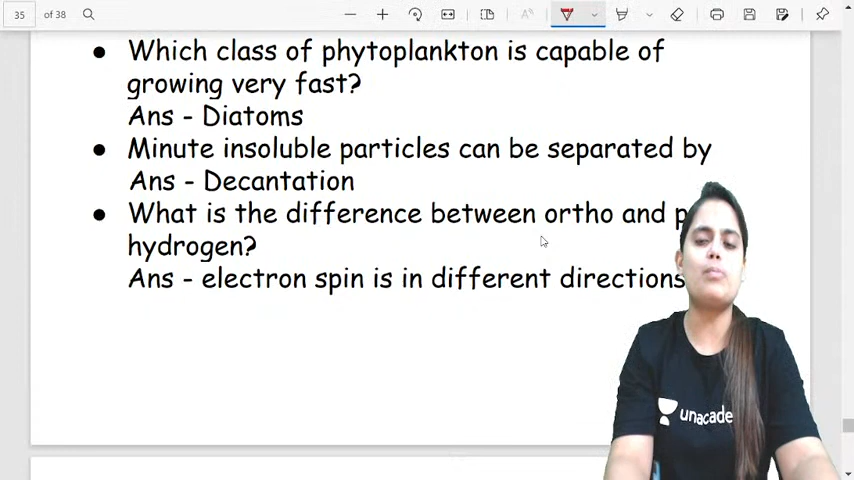 35 of 38
Which class of phytoplankton is capable of
growing very fast?
Ans - Diatoms
Minute insoluble particles can be separated by
Ans - Decantation
What is the difference between ortho and
hydrogen?
Ans - electron spin is in different directions
unacade